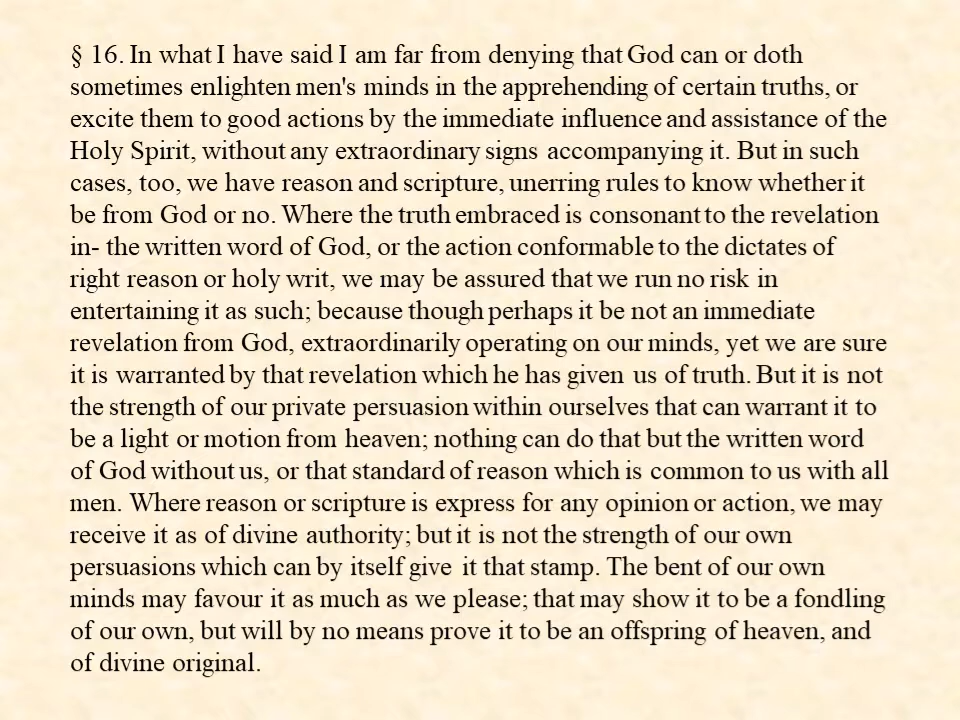 § 16. In what I have said I am far from denying that God can or doth
sometimes enlighten men's minds in the apprehending of certain truths, or
excite them to good actions by the immediate influence and assistance of the
Holy Spirit, without any extraordinary signs accompanying it. But in such
cases, too, we have reason and scripture, unerring rules to know whether it
be from God or no. Where the truth embraced is consonant to the revelation
in- the written word of God, or the action conformable to the dictates of
right reason or holy writ, we may be assured that we run no risk in
entertaining it as such; because though perhaps it be not an immediate
revelation from God, extraordinarily operating on our minds, yet we are sure
it is warranted by that revelation which he has given us of truth. But it is not
the strength of our private persuasion within ourselves that can warrant it to
be a light or motion from heaven; nothing can do that but the written word
of God without us, or that standard of reason which is common to us with all
men. Where reason or scripture is express for any opinion or action, we may
receive it as of divine authority; but it is not the strength of our own
persuasions which can by itself give it that stamp. The bent of our own
minds may favour it as much as we please; that may show it to be a fondling
of our own, but will by no means prove it to be an offspring of heaven, and
of divine original.